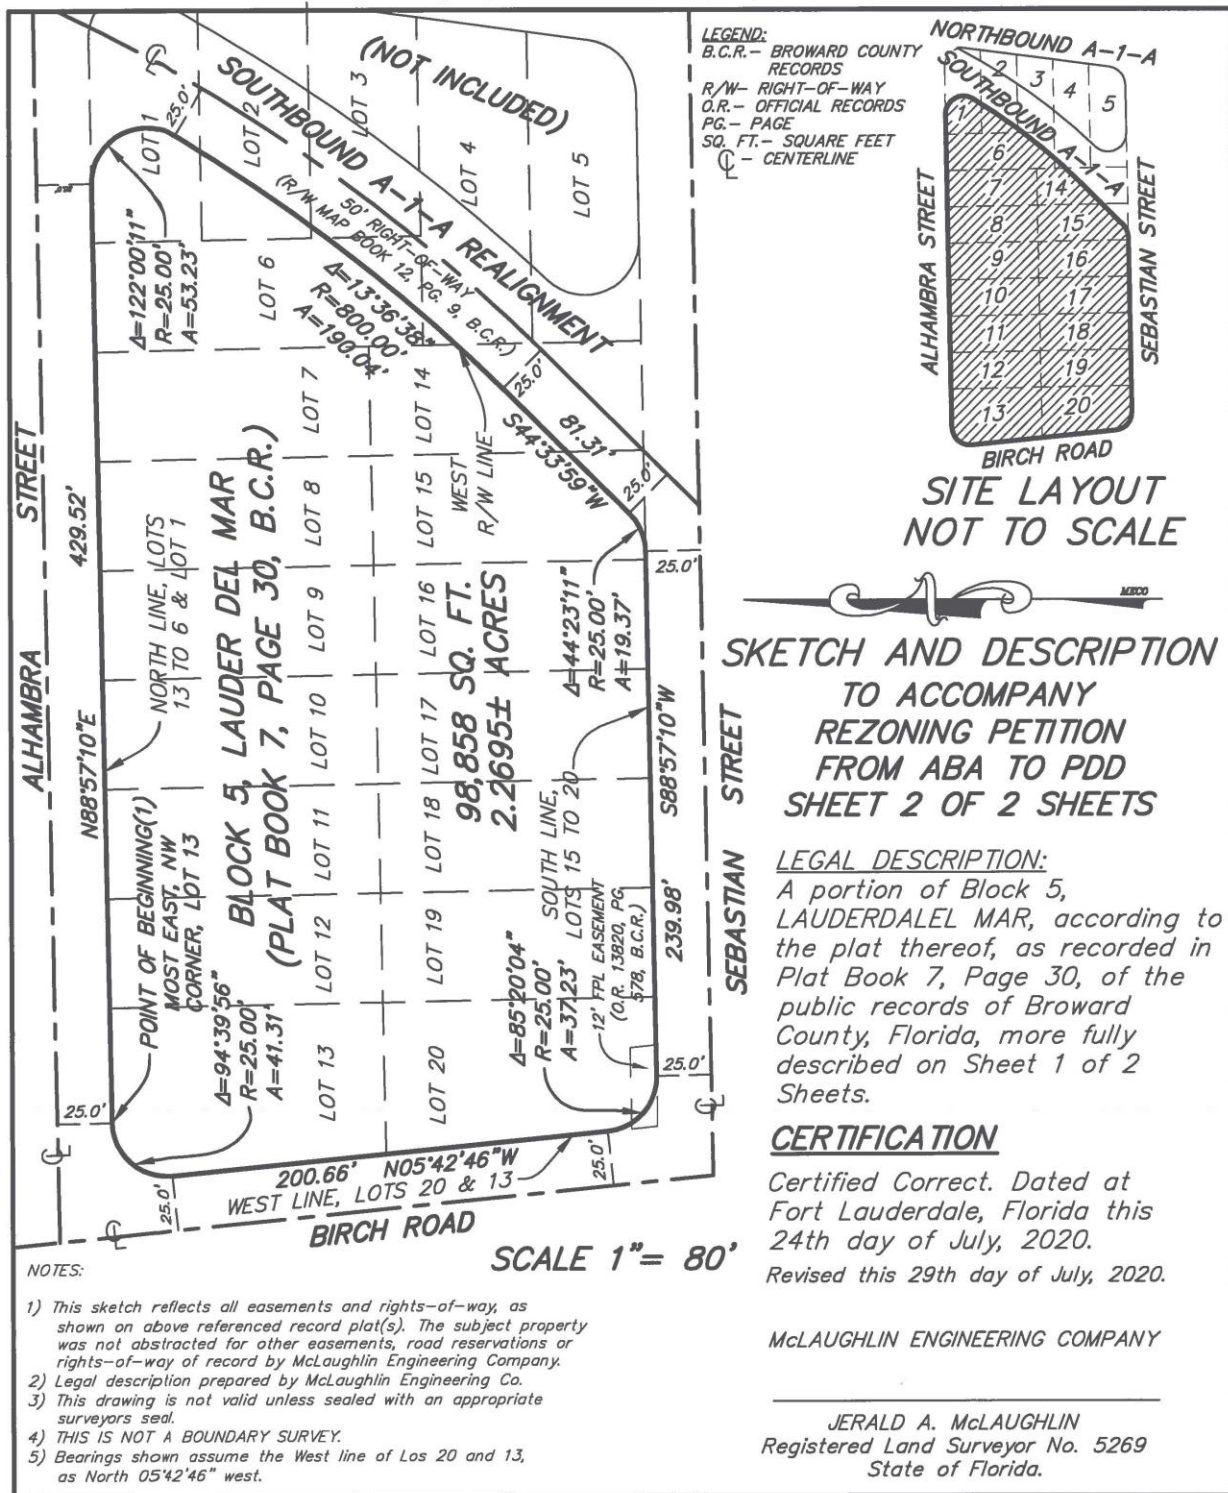 LEGEND:
B.C.R.- BROWARD COUNTY
RECORDS
R/W- RIGHT-OF-WAY
O.R.- OFFICIAL RECORDS
PG.- PAGE
SQ. FT.- SQUARE FEET
℄ - CENTERLINE
NORTHBOUND A-1-A
SOUTHBOUND A-1-A
1
2
3
4
5
6
7
14
8
15
9
16
10
17
11
18
12
19
13
20
ALHAMBRA STREET
SEBASTIAN STREET
BIRCH ROAD
SITE LAYOUT
NOT TO SCALE
MECO
SKETCH AND DESCRIPTION
TO ACCOMPANY
REZONING PETITION
FROM ABA TO PDD
SHEET 2 OF 2 SHEETS
LEGAL DESCRIPTION:
A portion of Block 5,
LAUDERDALEL MAR, according to
the plat thereof, as recorded in
Plat Book 7, Page 30, of the
public records of Broward
County, Florida, more fully
described on Sheet 1 of 2
Sheets.
CERTIFICATION
Certified Correct. Dated at
Fort Lauderdale, Florida this
24th day of July, 2020.
Revised this 29th day of July, 2020.
McLAUGHLIN ENGINEERING COMPANY
JERALD A. McLAUGHLIN
Registered Land Surveyor No. 5269
State of Florida.
℄
(NOT INCLUDED)
SOUTHBOUND A-1-A REALIGNMENT
50' RIGHT-OF-WAY
(R/W MAP BOOK 12, PG. 9, B.C.R.)
25.0'
LOT 1
LOT 2
LOT 3
LOT 4
LOT 5
LOT 6
Δ=122°00'11"
R=25.00'
A=53.23'
Δ=13°36'38"
R=800.00'
A=190.04'
25.0'
81.31'
S44°33'59"W
25.0'
LOT 7
LOT 14
WEST
R/W LINE
LOT 8
LOT 15
25.0'
ALHAMBRA STREET
429.52'
N88°57'10"E
NORTH LINE, LOTS
13 TO 6 & LOT 1
BLOCK 5, LAUDER DEL MAR
(PLAT BOOK 7, PAGE 30, B.C.R.)
98,858 SQ. FT.
2.2695± ACRES
LOT 9
LOT 16
Δ=44°23'11"
R=25.00'
A=19.37'
LOT 10
LOT 17
LOT 11
LOT 18
LOT 12
LOT 19
LOT 13
LOT 20
S88°57'10"W
239.98'
SEBASTIAN STREET
SOUTH LINE,
LOTS 15 TO 20
12' FPL EASEMENT
(O.R. 13820, PG.
578, B.C.R.)
POINT OF BEGINNING(1)
MOST EAST, NW
CORNER, LOT 13
Δ=94°39'56"
R=25.00'
A=41.31'
Δ=85°20'04"
R=25.00'
A=37.23'
25.0'
25.0'
℄
℄
25.0'
25.0'
200.66' N05°42'46"W
WEST LINE, LOTS 20 & 13
℄
BIRCH ROAD
SCALE 1"= 80'
NOTES:
1) This sketch reflects all easements and rights-of-way, as
shown on above referenced record plat(s). The subject property
was not abstracted for other easements, road reservations or
rights-of-way of record by McLaughlin Engineering Company.
2) Legal description prepared by McLaughlin Engineering Co.
3) This drawing is not valid unless sealed with an appropriate
surveyors seal.
4) THIS IS NOT A BOUNDARY SURVEY.
5) Bearings shown assume the West line of Los 20 and 13,
as North 05°42'46" west.